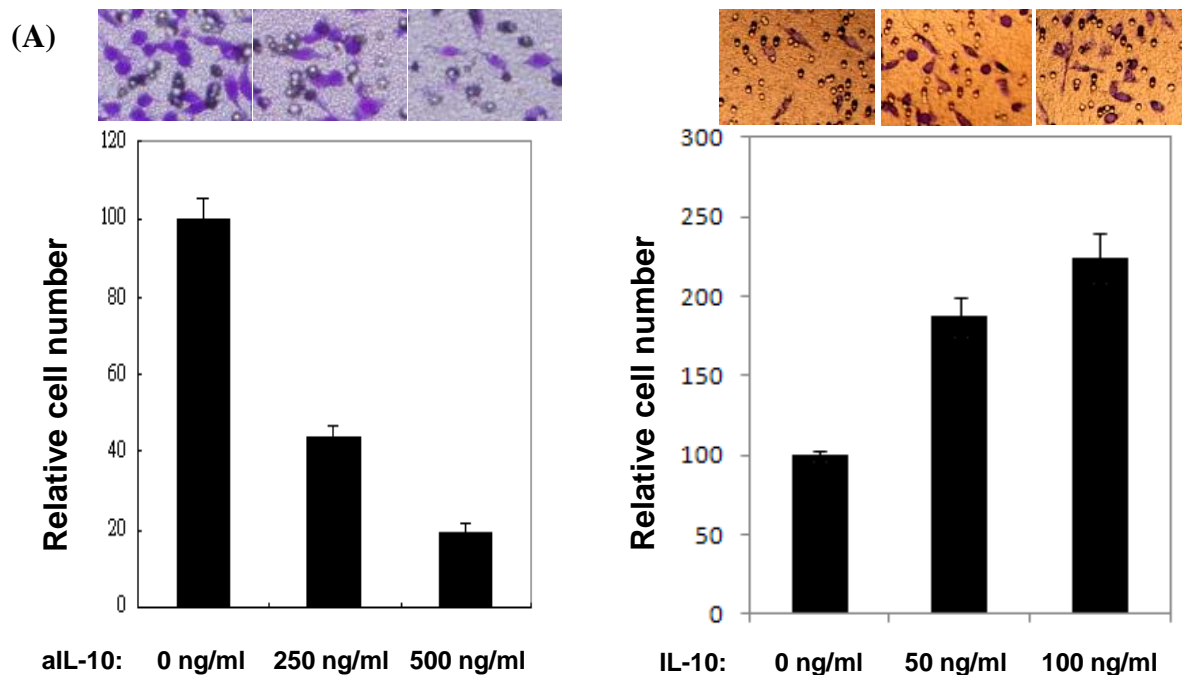 (A)
120
100
80
60
40
20
0
Relative cell number
aIL-10: 0 ng/ml 250 ng/ml 500 ng/ml
300
250
200
150
100
50
0
Relative cell number
IL-10: 0 ng/ml 50 ng/ml 100 ng/ml